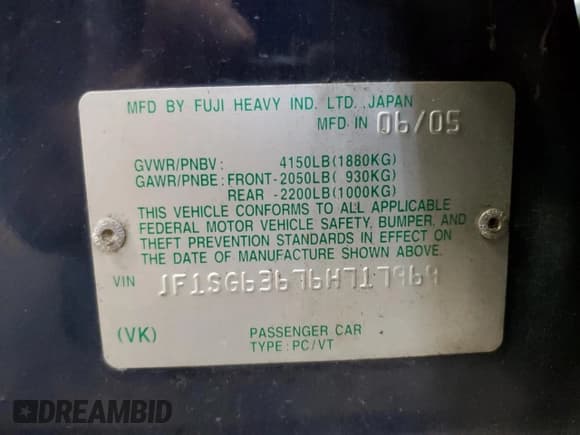 MFD BY FUJI HEAVY IND. LTD. JAPAN
MFD IN 06/05
GVWR/PNBV: 4150LB(1880KG)
GAWR/PNBE: FRONT-2050LB( 930KG)
REAR -2200LB(1000KG)
THIS VEHICLE CONFORMS TO ALL APPLICABLE
FEDERAL MOTOR VEHICLE SAFETY, BUMPER, AND
THEFT PREVENTION STANDARDS IN EFFECT ON
THE DATE OF MANUFACTURE SHOWN ABOVE.
VIN
(VK) PASSENGER CAR
TYPE: PC/VT
DREAMBID